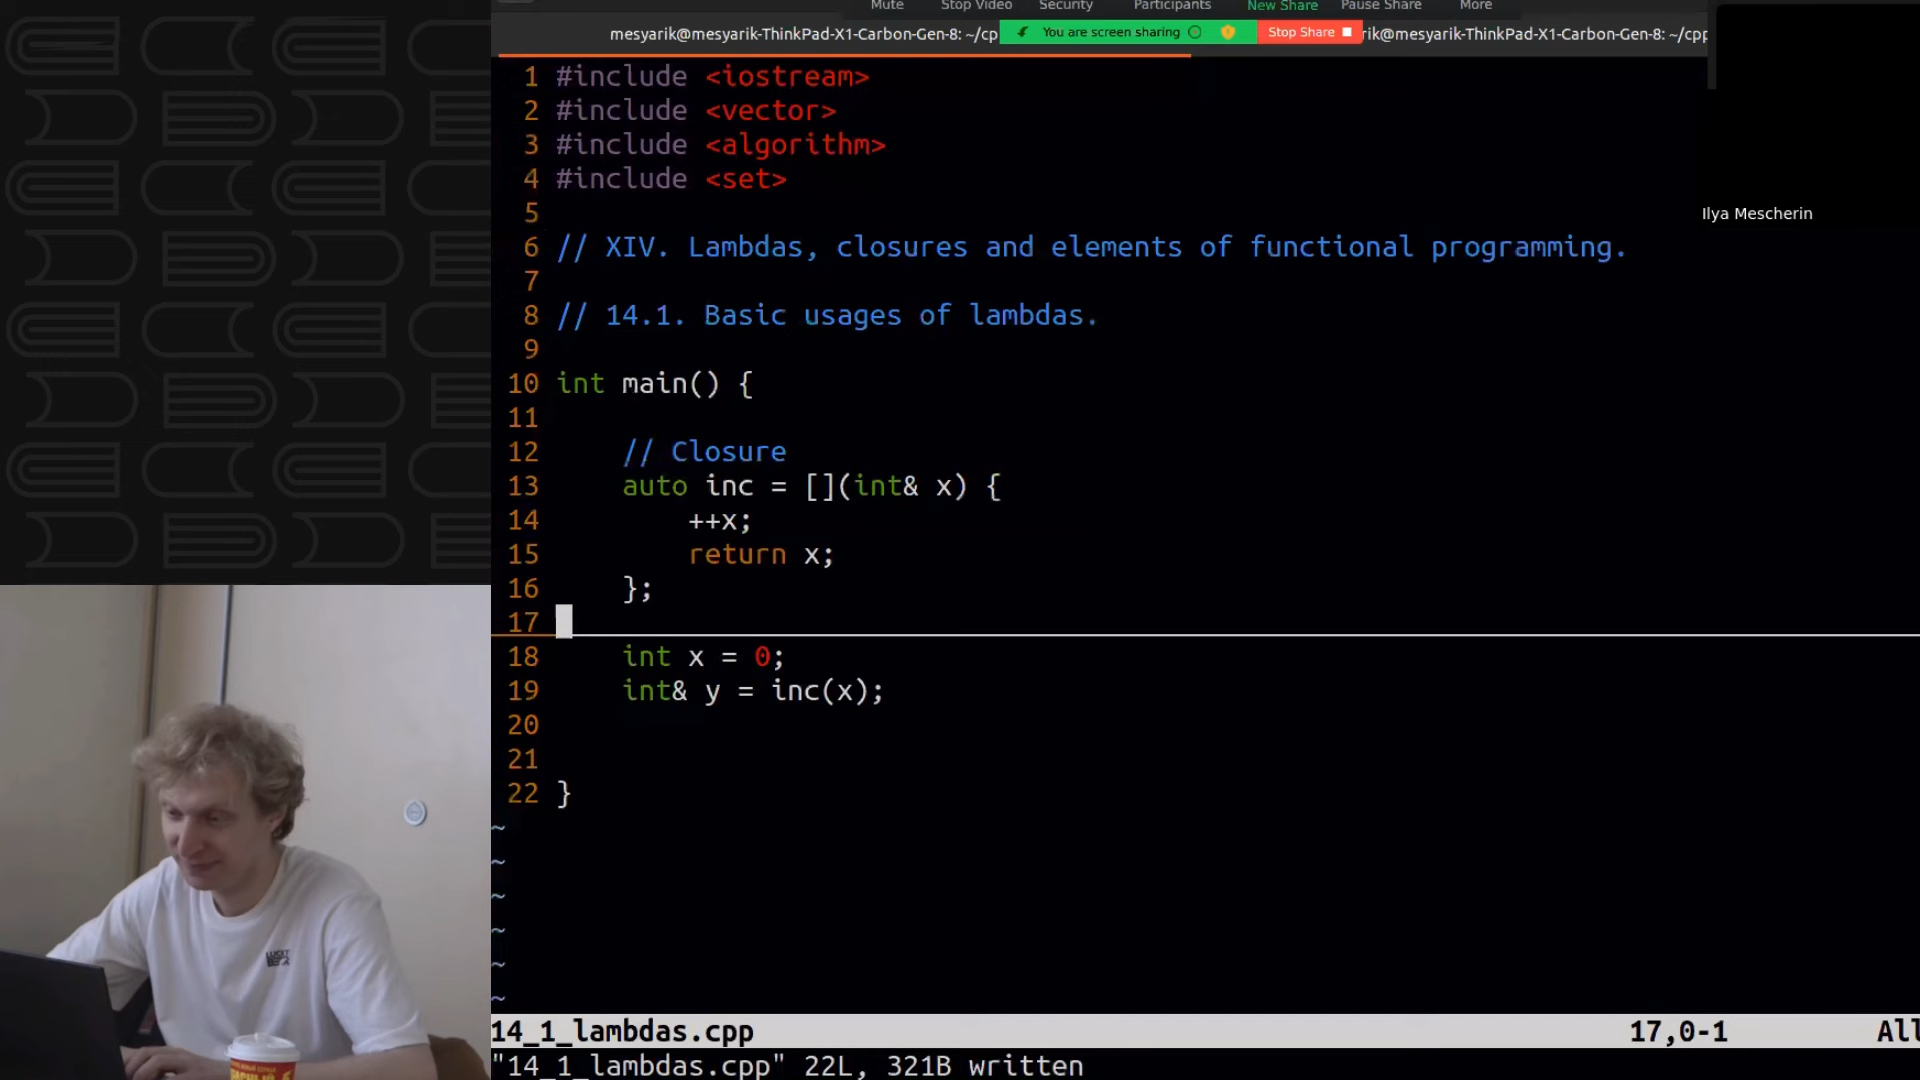 Mute Stop Video Security Participants New Share Pause Share More
mesyarik@mesyarik-ThinkPad-X1-Carbon-Gen-8: ~/cp You are screen sharing Stop Share rik@mesyarik-ThinkPad-X1-Carbon-Gen-8: ~/cpp
Ilya Mescherin
1 #include <iostream>
2 #include <vector>
3 #include <algorithm>
4 #include <set>
5
6 // XIV. Lambdas, closures and elements of functional programming.
7
8 // 14.1. Basic usages of lambdas.
9
10 int main() {
11
12     // Closure
13     auto inc = [](int& x) {
14         ++x;
15         return x;
16     };
17
18     int x = 0;
19     int& y = inc(x);
20
21
22 }
~
~
~
~
~
~
14_1_lambdas.cpp 17,0-1 All
"14_1_lambdas.cpp" 22L, 321B written